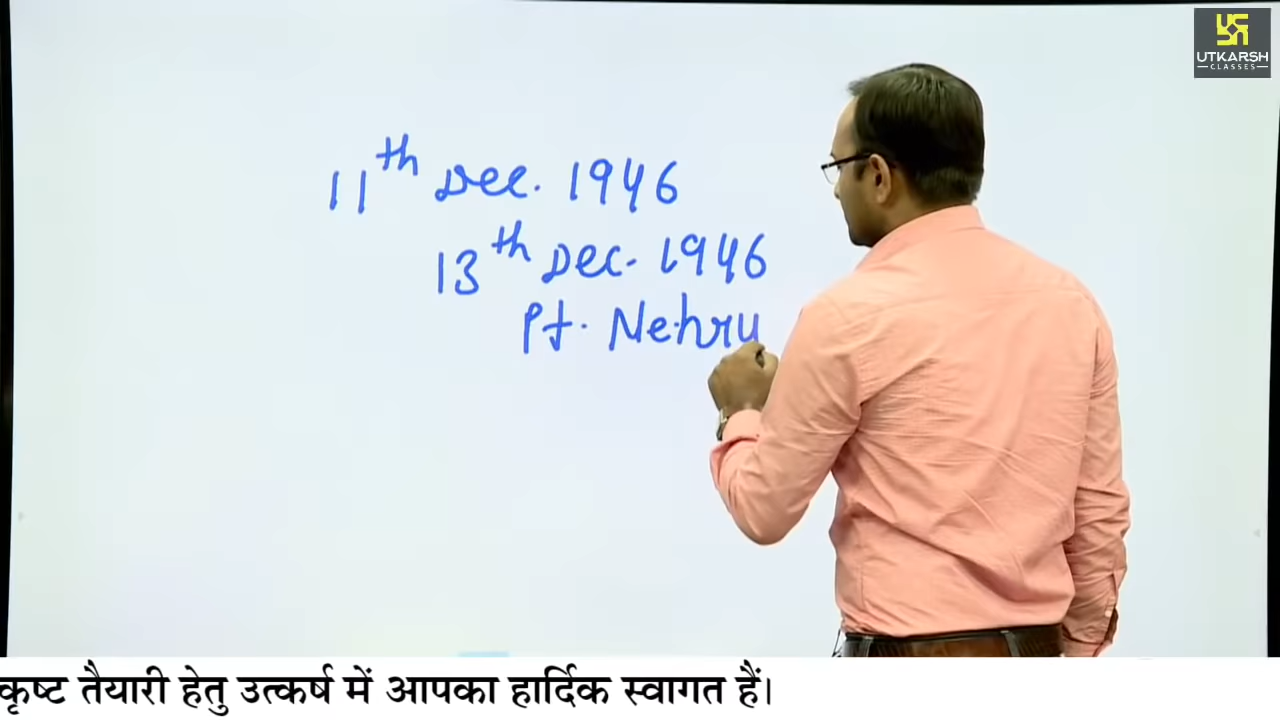 UTKARSH
CLASSES
11th Dec. 1946
13th Dec. 1946
Pt. Nehru
कृष्ट तैयारी हेतु उत्कर्ष में आपका हार्दिक स्वागत हैं।